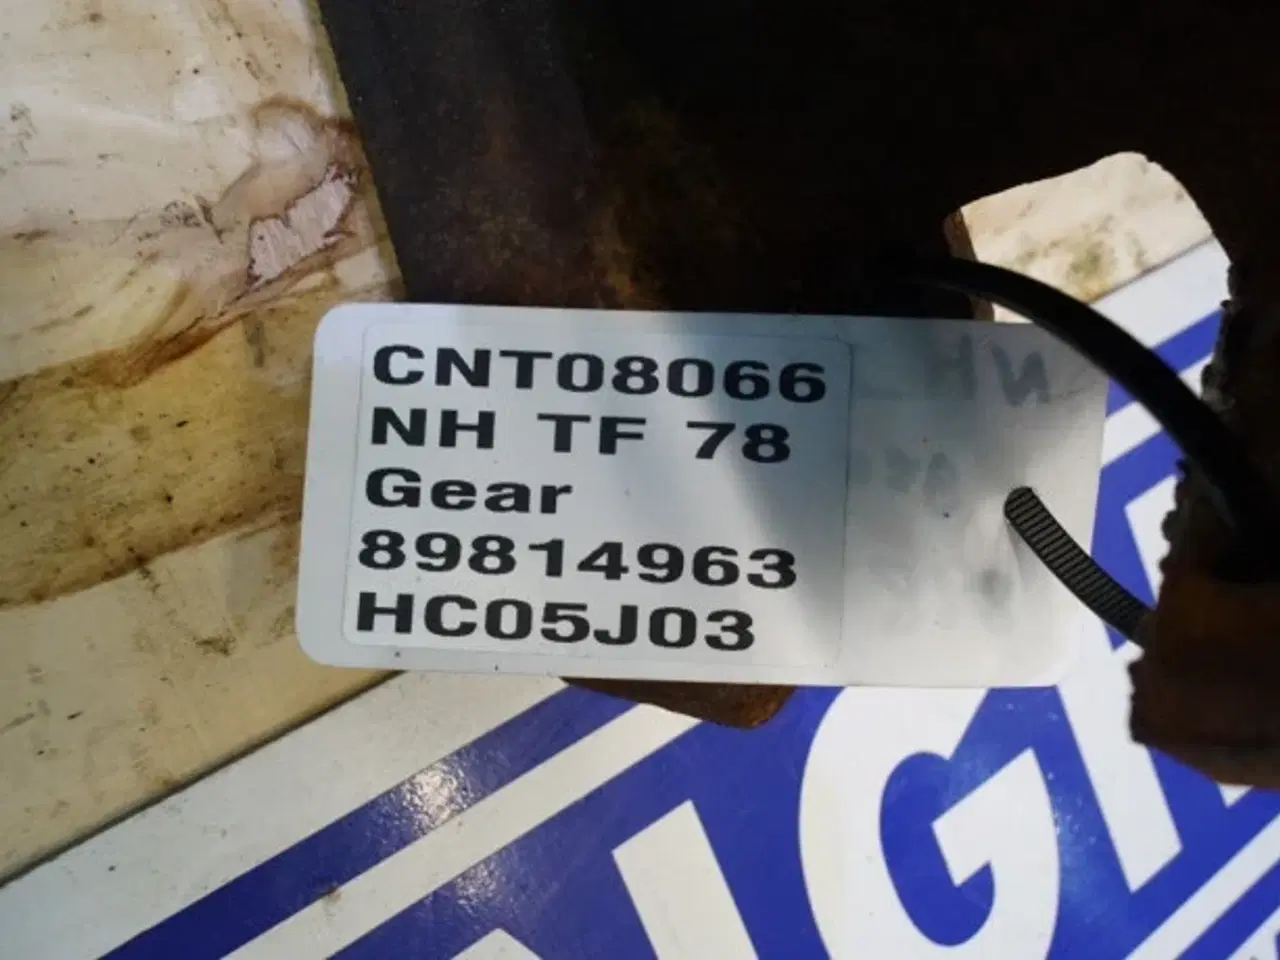 CNT08066
NH TF 78
Gear
89814963
HC05J03